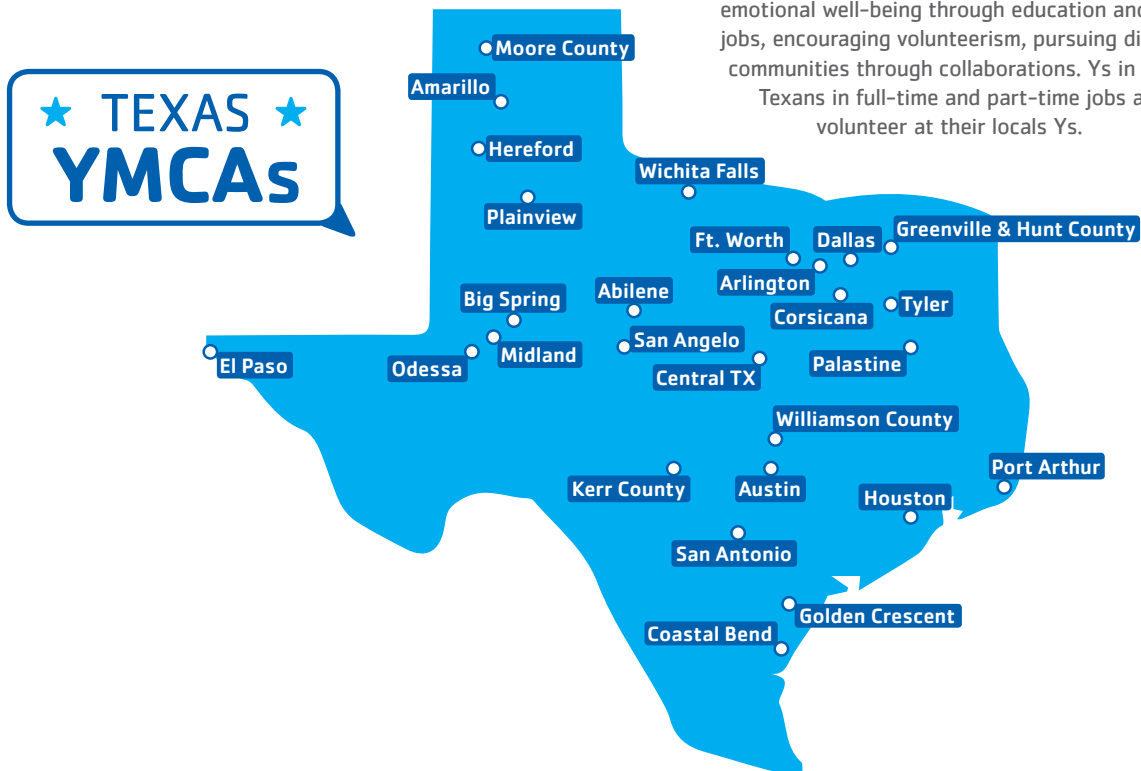 emotional well-being through education and
jobs, encouraging volunteerism, pursuing di
communities through collaborations. Ys in
Texans in full-time and part-time jobs a
volunteer at their locals Ys.
TEXAS
YMCAs
Moore County
Amarillo
Hereford
Wichita Falls
Plainview
Greenville & Hunt County
Ft. Worth
Dallas
Arlington
Big Spring
Abilene
Corsicana
Tyler
San Angelo
Midland
El Paso
Odessa
Palastine
Central TX
Williamson County
Port Arthur
Kerr County
Austin
Houston
San Antonio
Golden Crescent
Coastal Bend